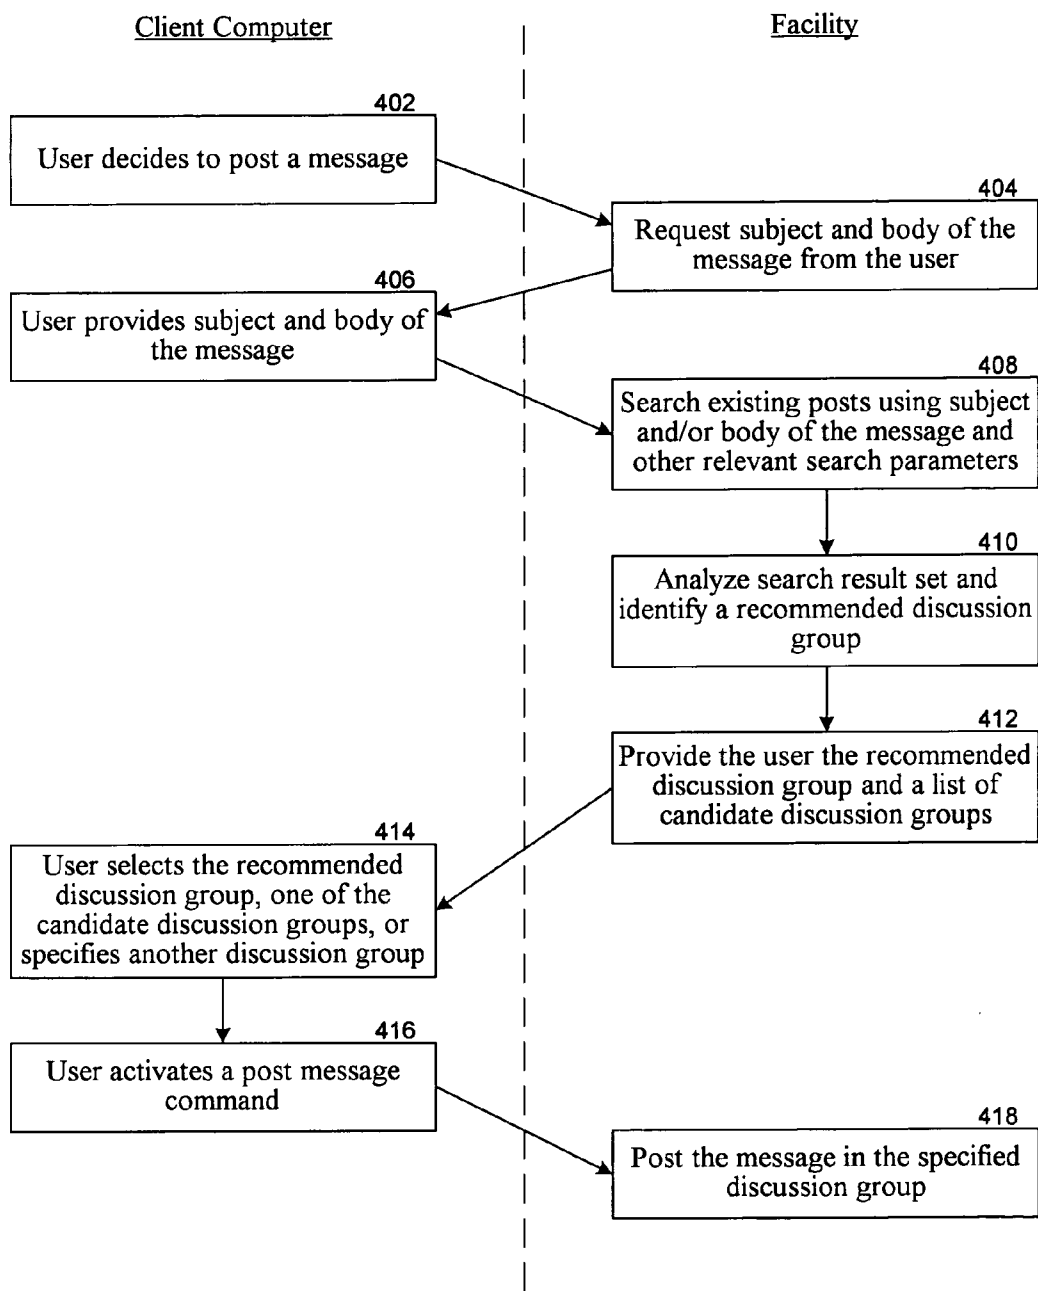 Client Computer
Facility
402
User decides to post a message
404
Request subject and body of the
message from the user
406
User provides subject and body of
the message
408
Search existing posts using subject
and/or body of the message and
other relevant search parameters
410
Analyze search result set and
identify a recommended discussion
group
412
Provide the user the recommended
discussion group and a list of
candidate discussion groups
414
User selects the recommended
discussion group, one of the
candidate discussion groups, or
specifies another discussion group
416
User activates a post message
command
418
Post the message in the specified
discussion group